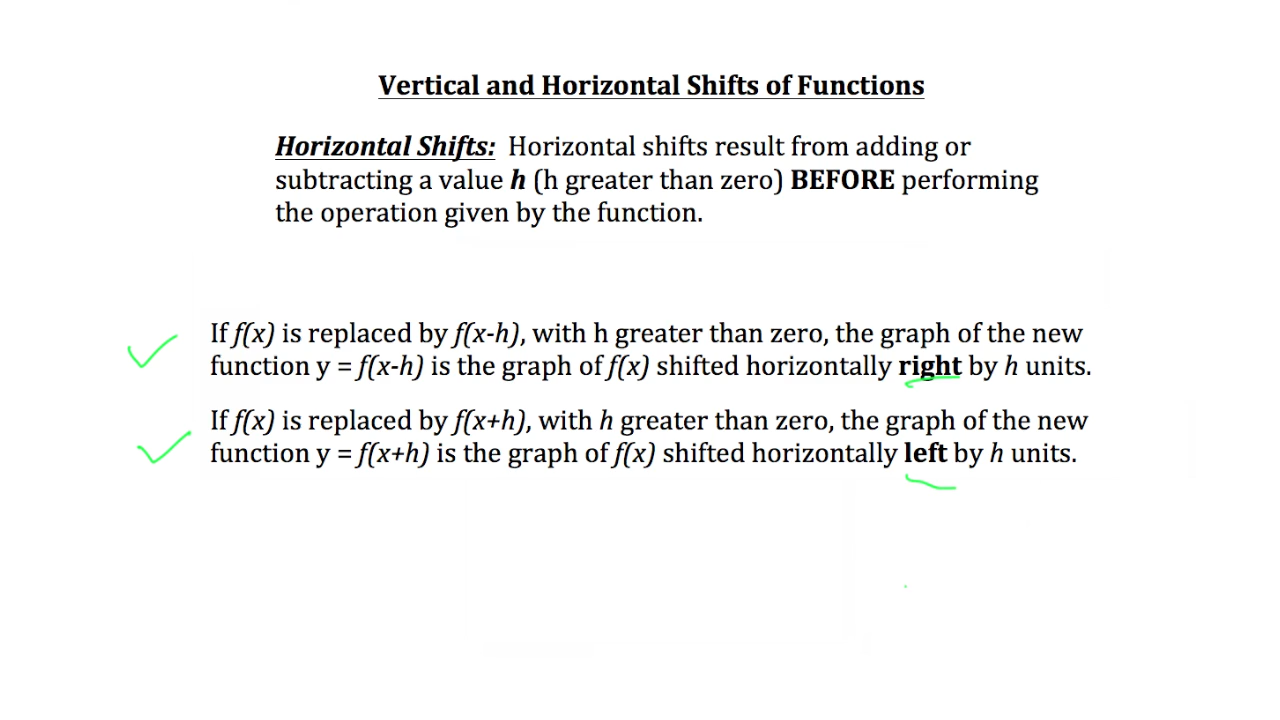 Vertical and Horizontal Shifts of Functions
Horizontal Shifts: Horizontal shifts result from adding or
subtracting a value h (h greater than zero) BEFORE performing
the operation given by the function.
If f(x) is replaced by f(x-h), with h greater than zero, the graph of the new
function y = f(x-h) is the graph of f(x) shifted horizontally right by h units.
If f(x) is replaced by f(x+h), with h greater than zero, the graph of the new
function y = f(x+h) is the graph of f(x) shifted horizontally left by h units.